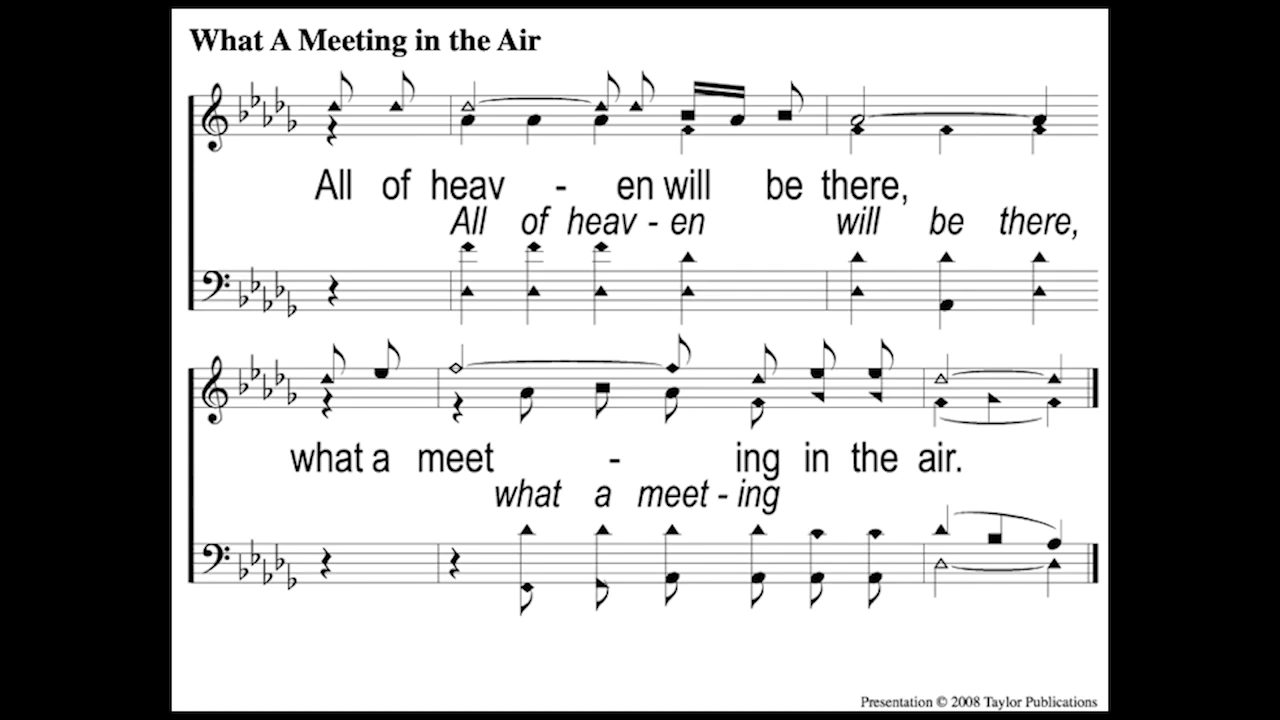 What A Meeting in the Air
All of heav - en will be there,
All of heav - en will be there,
what a meet - ing in the air.
what a meet - ing
Presentation © 2008 Taylor Publications